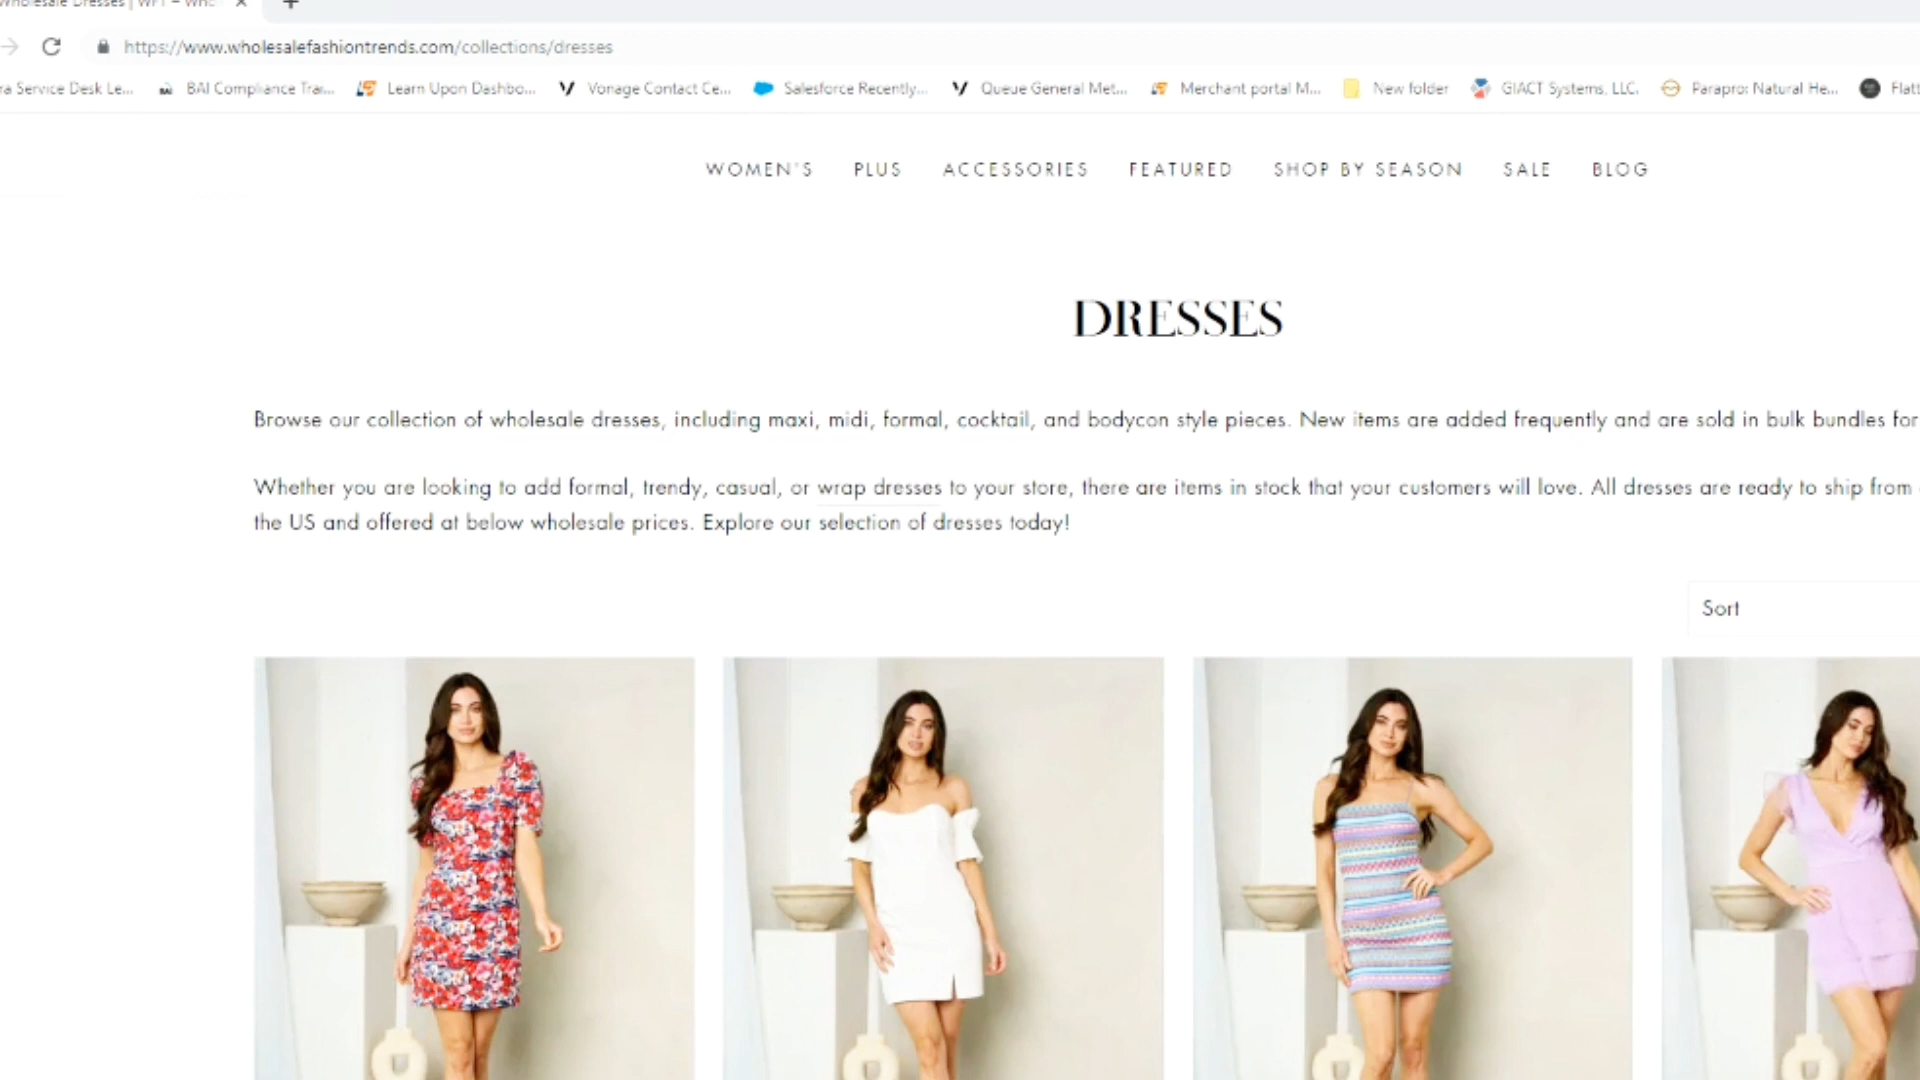 Wholesale Dresses | WFT – Who
https://www.wholesalefashiontrends.com/collections/dresses
ra Service Desk Le... BAI Compliance Trai... Learn Upon Dashbo... Vonage Contact Ce... Salesforce Recently... Queue General Met... Merchant portal M... New folder GIACT Systems, LLC. Parapro: Natural He... Flatt
WOMEN'S PLUS ACCESSORIES FEATURED SHOP BY SEASON SALE BLOG
DRESSES
Browse our collection of wholesale dresses, including maxi, midi, formal, cocktail, and bodycon style pieces. New items are added frequently and are sold in bulk bundles for
Whether you are looking to add formal, trendy, casual, or wrap dresses to your store, there are items in stock that your customers will love. All dresses are ready to ship from
the US and offered at below wholesale prices. Explore our selection of dresses today!
Sort